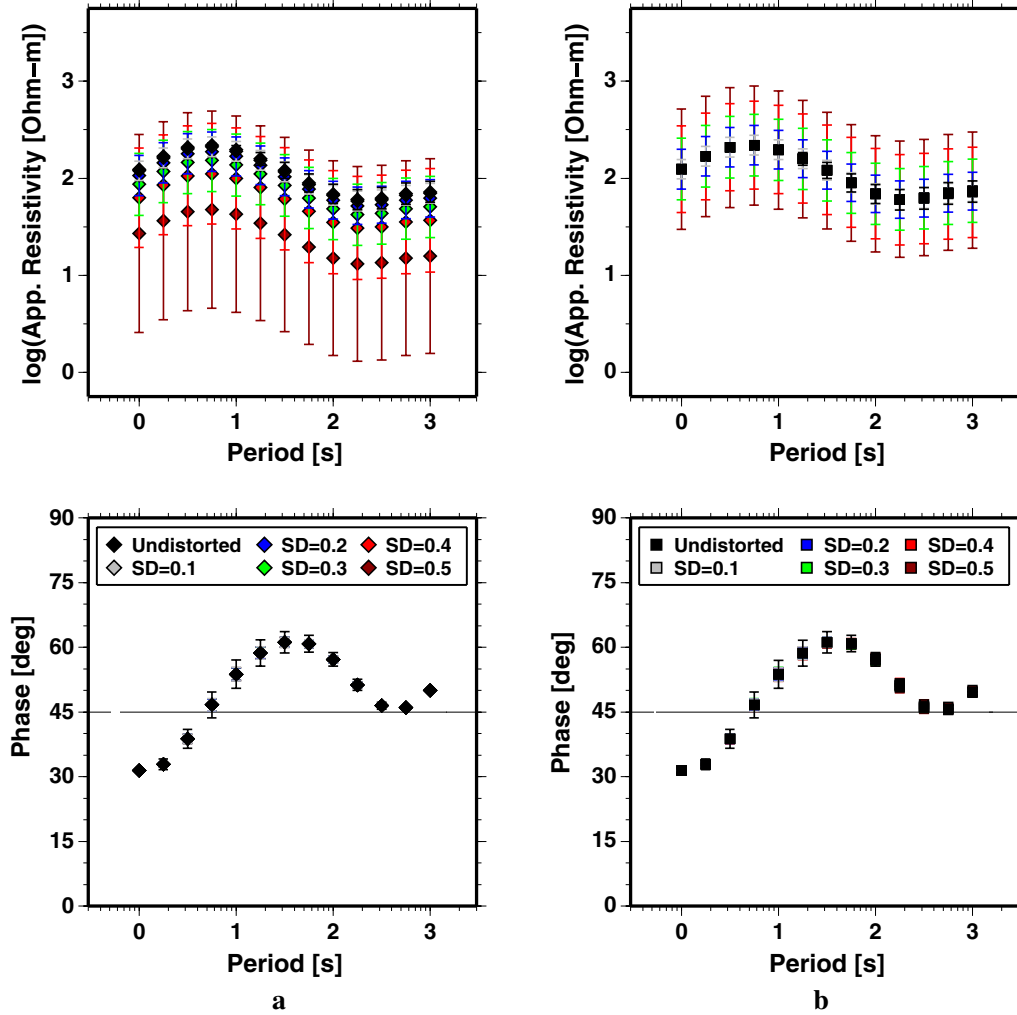 log(App. Resistivity [Ohm−m]
3
2
1
0
0 1 2 3
Period [s]
log(App. Resistivity [Ohm−m)
3
2
1
0
0 1 2 3
Period [s]
Phase [deg]
90
75
60
45
30
15
0
Undistorted SD=0.2 SD=0.4
SD=0.1 SD=0.3 SD=0.5
0 1 2 3
Period [s]
a
Phase [deg]
90
75
60
45
30
15
0
Undistorted SD=0.2 SD=0.4
SD=0.1 SD=0.3 SD=0.5
0 1 2 3
Period [s]
b